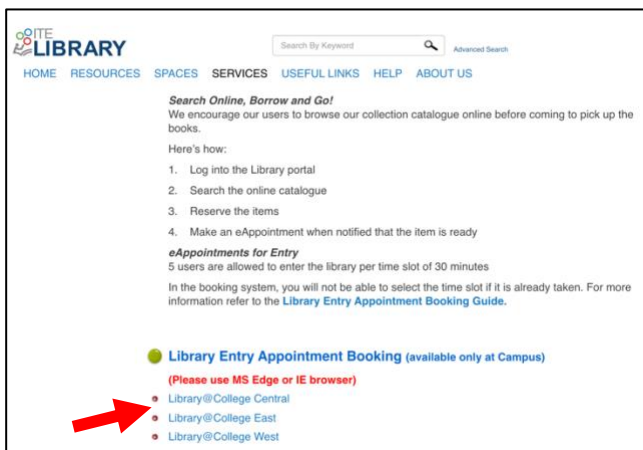 ITE
LIBRARY
Search By Keyword
Advanced Search
HOME RESOURCES SPACES SERVICES USEFUL LINKS HELP ABOUT US
Search Online, Borrow and Go!
We encourage our users to browse our collection catalogue online before coming to pick up the
books.
Here's how:
1. Log into the Library portal
2. Search the online catalogue
3. Reserve the items
4. Make an eAppointment when notified that the item is ready
eAppointments for Entry
5 users are allowed to enter the library per time slot of 30 minutes
In the booking system, you will not be able to select the time slot if it is already taken. For more
information refer to the Library Entry Appointment Booking Guide.
Library Entry Appointment Booking (available only at Campus)
(Please use MS Edge or IE browser)
Library@College Central
Library@College East
Library@College West